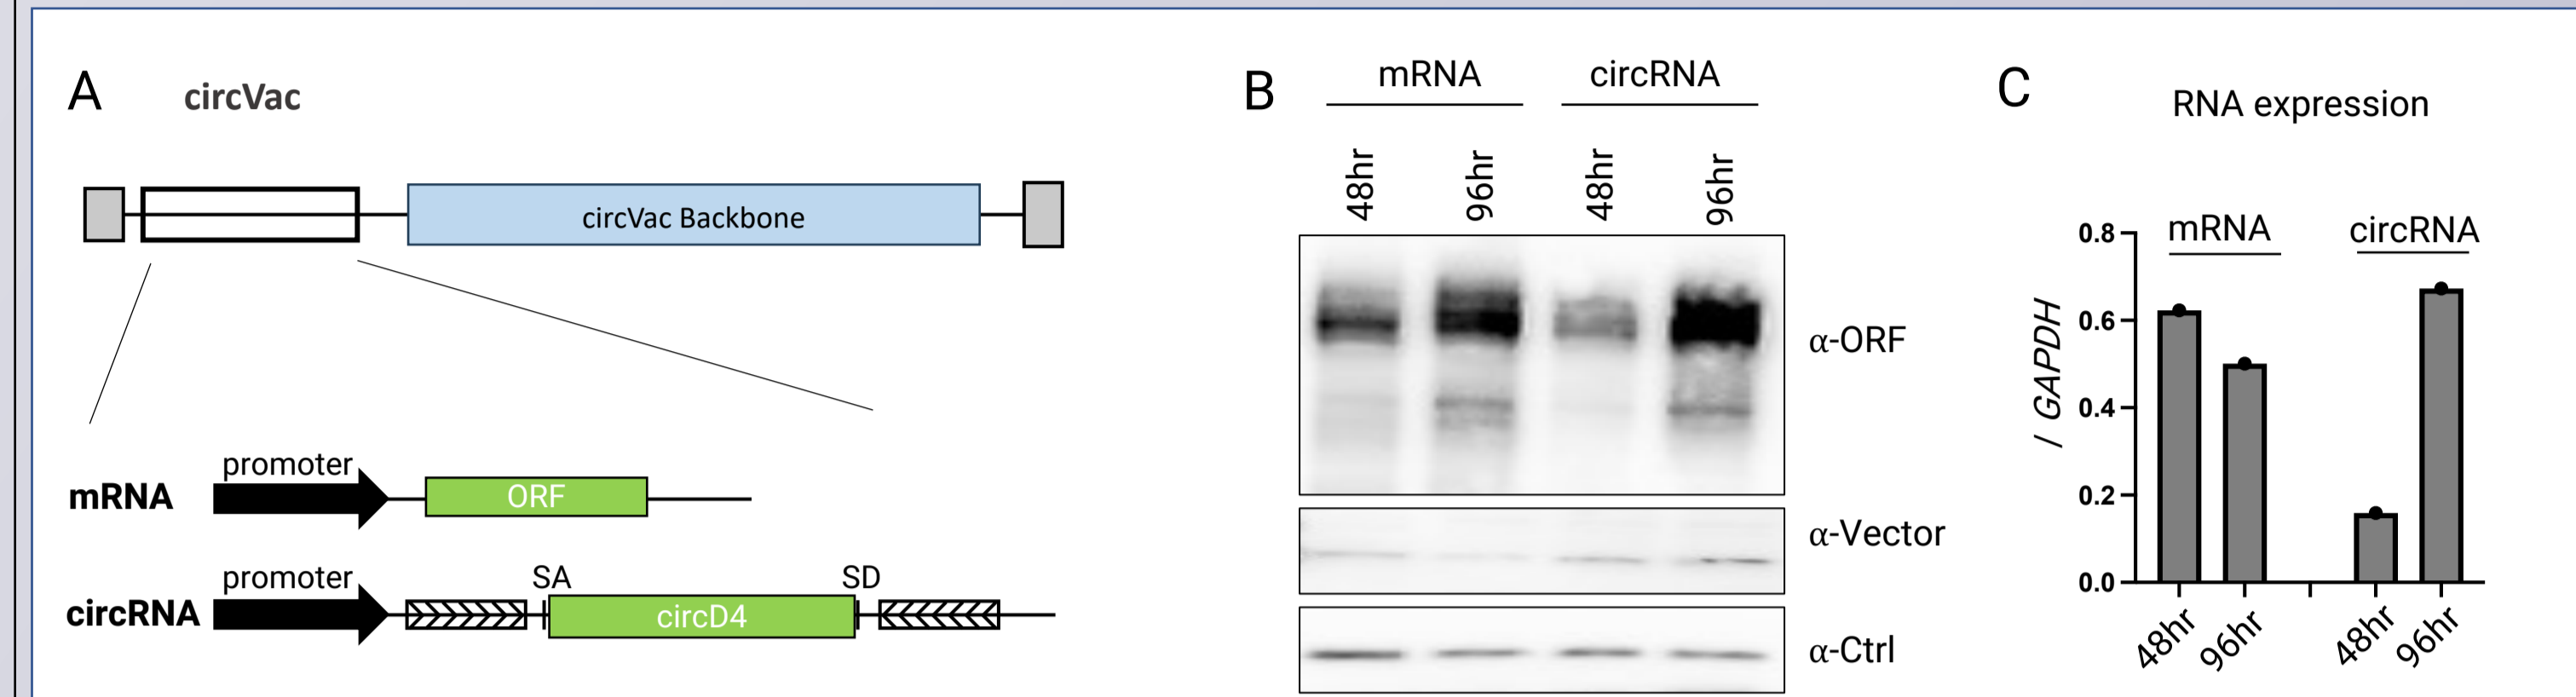 A
circVac
circVac Backbone
promoter
mRNA
ORF
promoter
SA
SD
circRNA
circD4
B
mRNA
circRNA
48hr
96hr
48hr
96hr
α-ORF
α-Vector
α-Ctrl
C
RNA expression
mRNA
circRNA
/ GAPDH
0.8
0.6
0.4
0.2
0.0
48hr
96hr
48hr
96hr